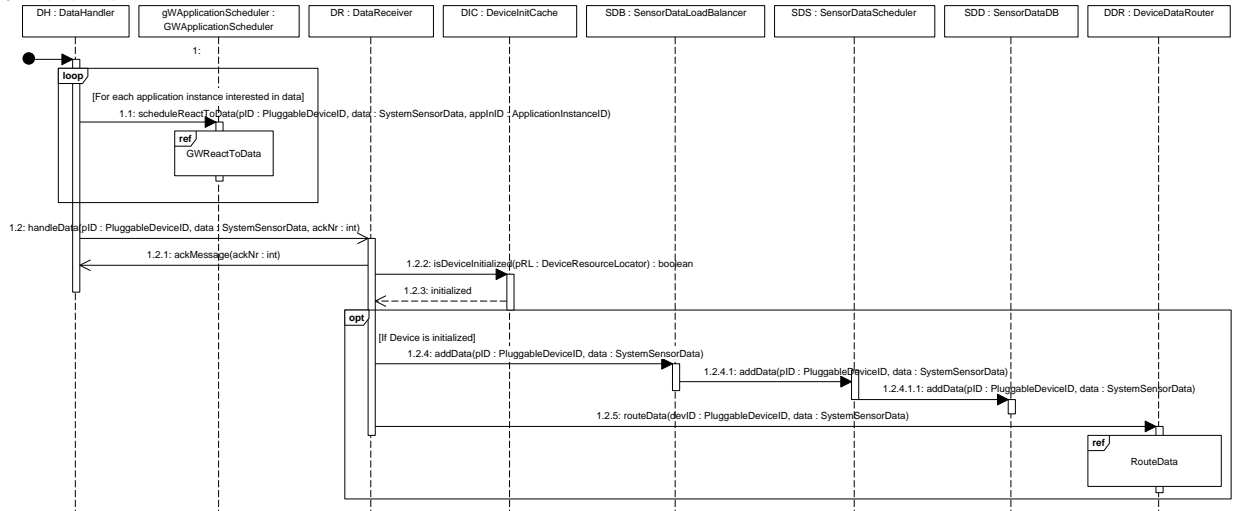 DH : DataHandler
gWApplicationScheduler :
GWApplicationScheduler
DR : DataReceiver
DIC : DeviceInitCache
SDB : SensorDataLoadBalancer
SDS : SensorDataScheduler
SDD : SensorDataDB
DDR : DeviceDataRouter
1:
loop
[For each application instance interested in data]
1.1: scheduleReactToData(pID : PluggableDeviceID, data : SystemSensorData, appInID : ApplicationInstanceID)
ref
GWReactToData
1.2: handleData(pID : PluggableDeviceID, data : SystemSensorData, ackNr : int)
1.2.1: ackMessage(ackNr : int)
1.2.2: isDeviceInitialized(pRL : DeviceResourceLocator) : boolean
1.2.3: initialized
opt
[If Device is initialized]
1.2.4: addData(pID : PluggableDeviceID, data : SystemSensorData)
1.2.4.1: addData(pID : PluggableDeviceID, data : SystemSensorData)
1.2.4.1.1: addData(pID : PluggableDeviceID, data : SystemSensorData)
1.2.5: routeData(devID : PluggableDeviceID, data : SystemSensorData)
ref
RouteData